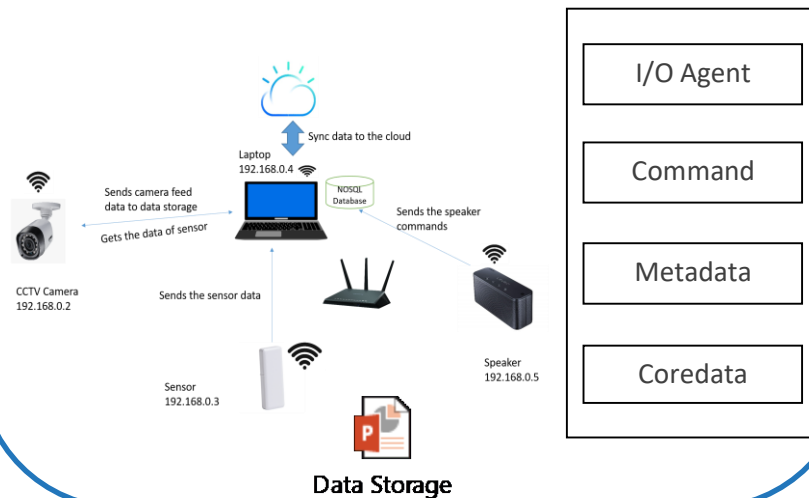 Sync data to the cloud
Laptop
192.168.0.4
NOSQL
Database
Sends camera feed
data to data storage
Gets the data of sensor
Sends the speaker
commands
CCTV Camera
192.168.0.2
Sends the sensor data
Sensor
192.168.0.3
Speaker
192.168.0.5
P
Data Storage
I/O Agent
Command
Metadata
Coredata